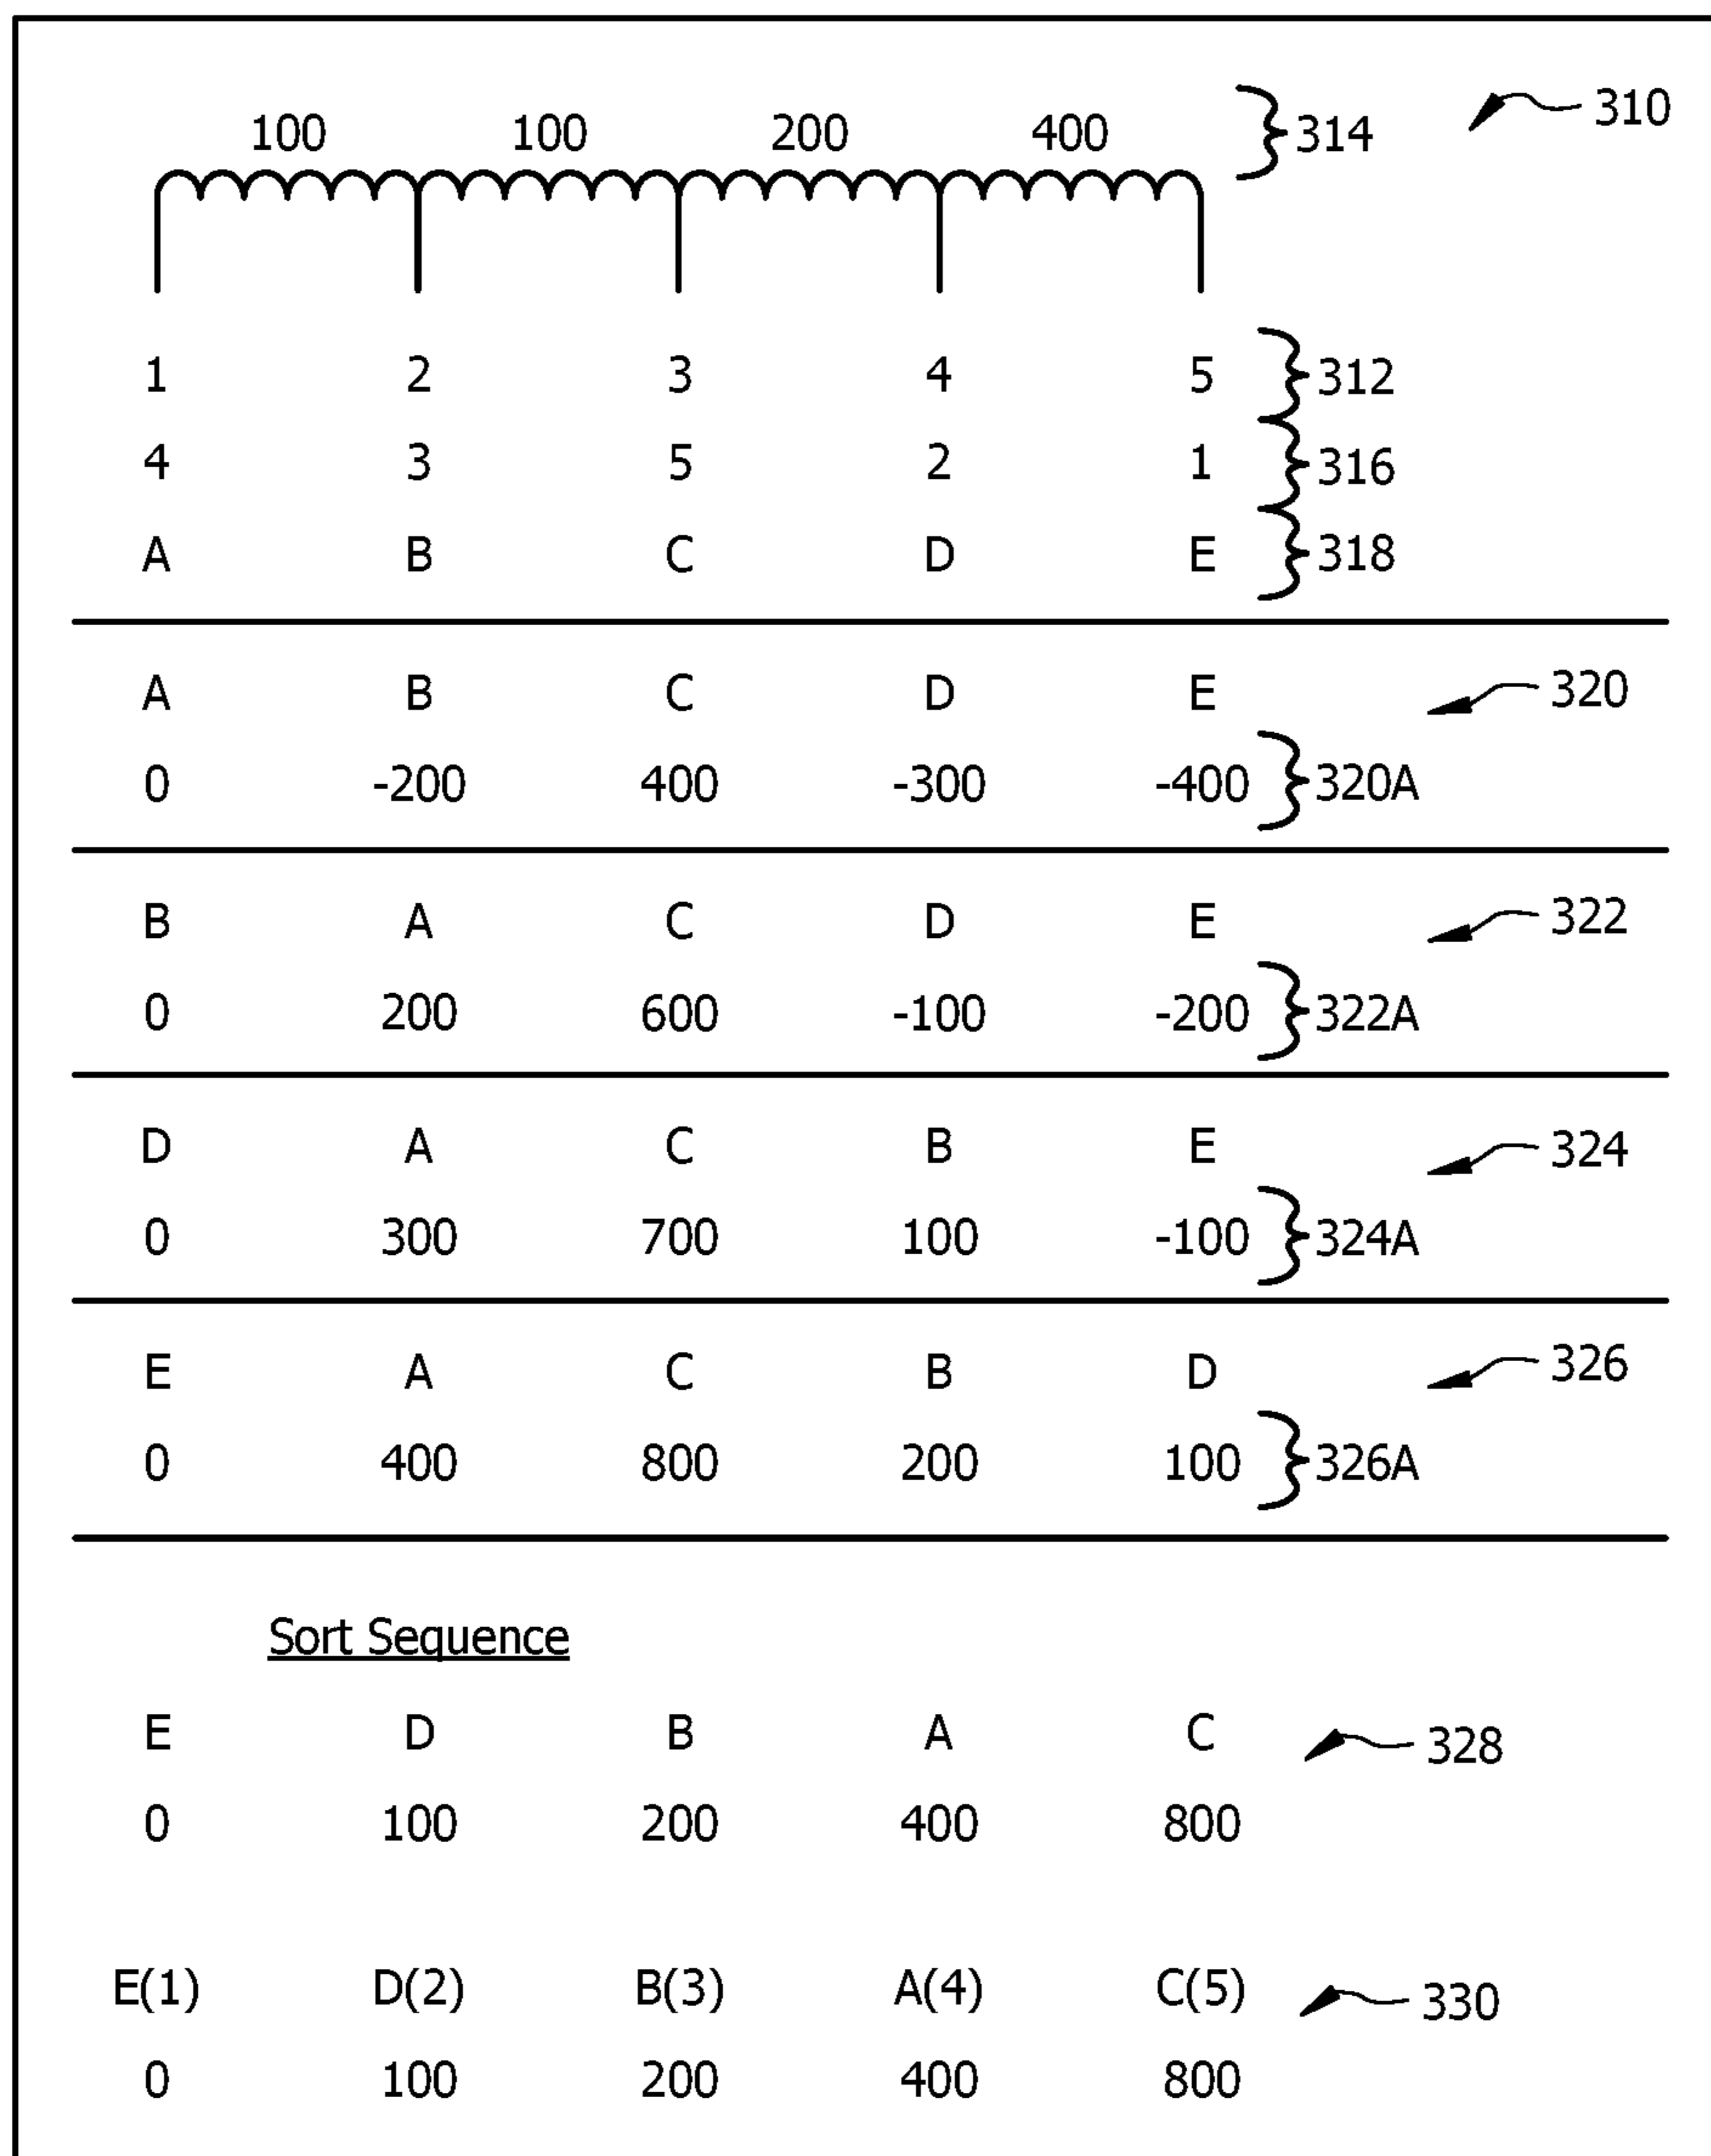 100 100 200 400 314 310
1 2 3 4 5 312
4 3 5 2 1 316
A B C D E 318
A B C D E 320
0 -200 400 -300 -400 320A
B A C D E 322
0 200 600 -100 -200 322A
D A C B E 324
0 300 700 100 -100 324A
E A C B D 326
0 400 800 200 100 326A
Sort Sequence
E D B A C 328
0 100 200 400 800
E(1) D(2) B(3) A(4) C(5) 330
0 100 200 400 800